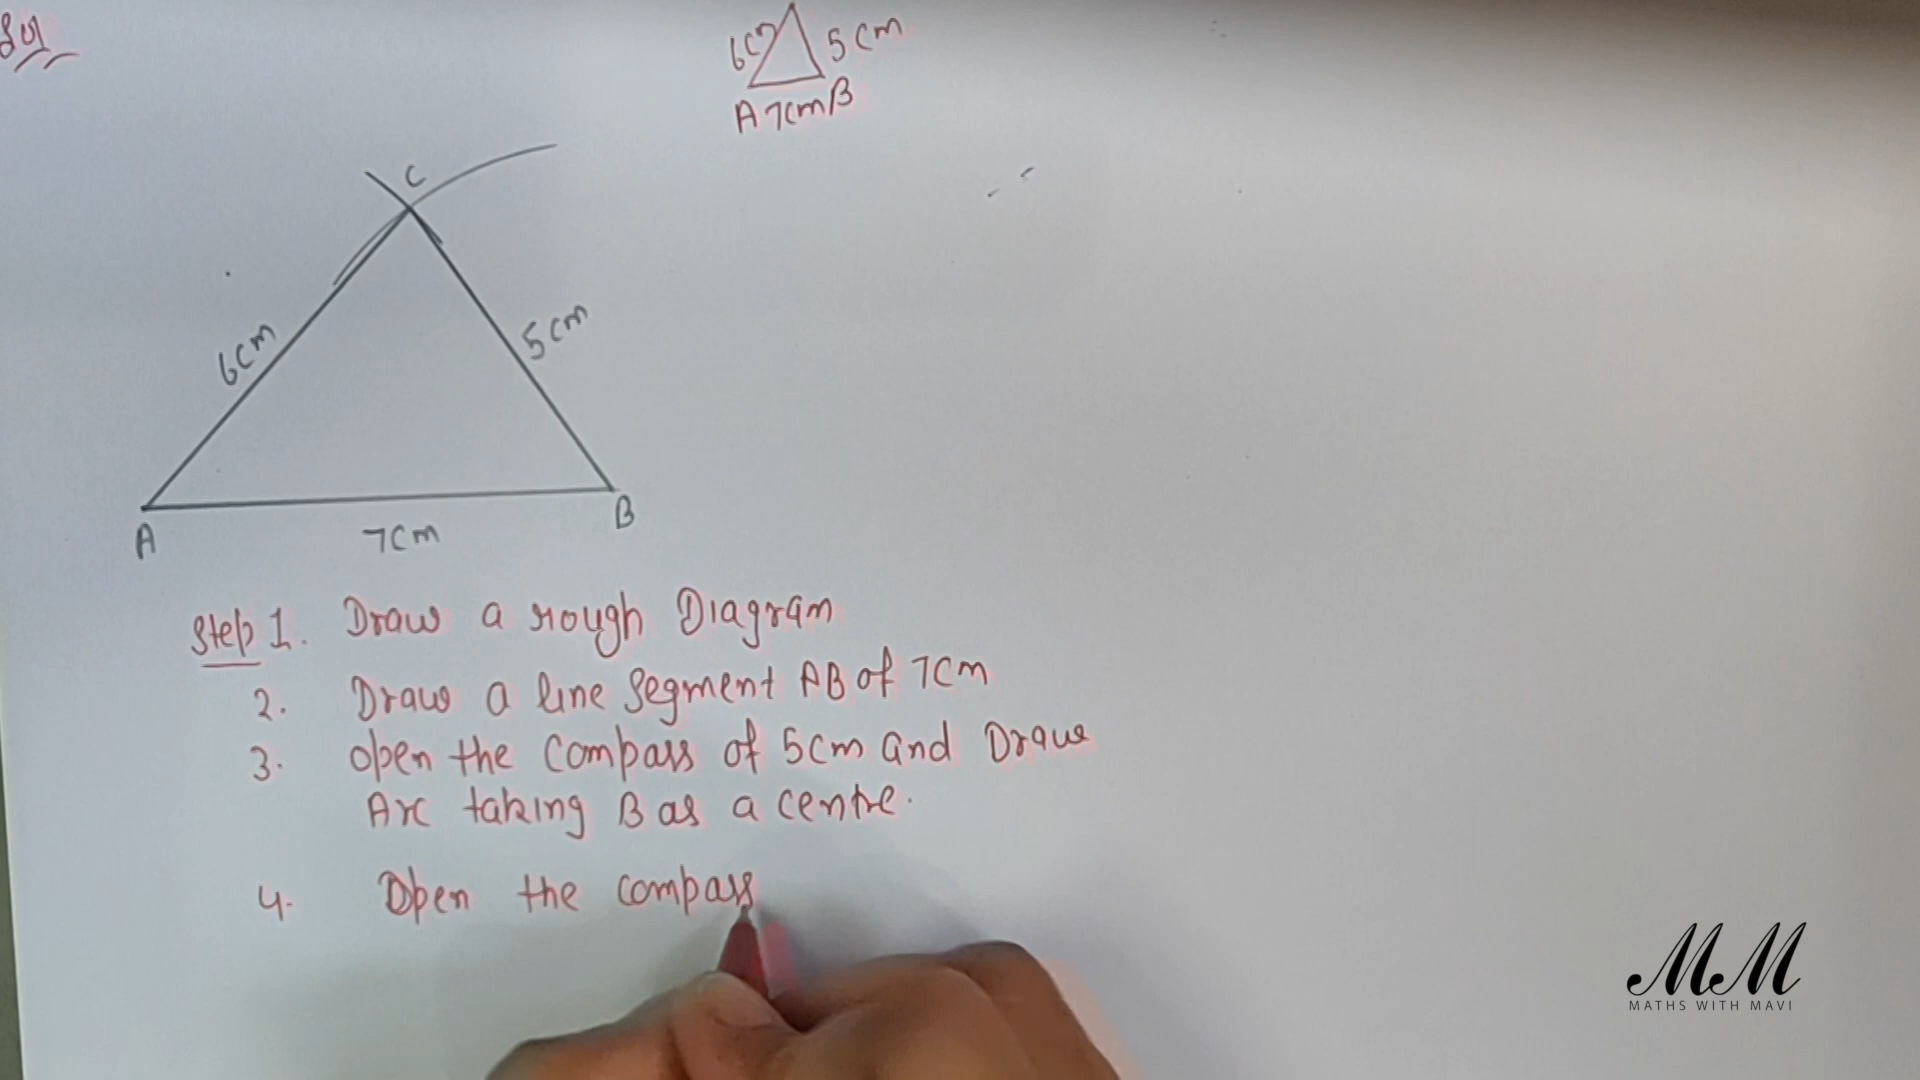 Sol
6cm 5cm
A 7cm B
C
6cm
5cm
A
B
7cm
Step 1. Draw a rough Diagram
2. Draw a line Segment AB of 7cm
3. Open the Compass of 5cm and Draw
Arc taking B as a centre.
4. Open the compass
MM
MATHS WITH MAVI